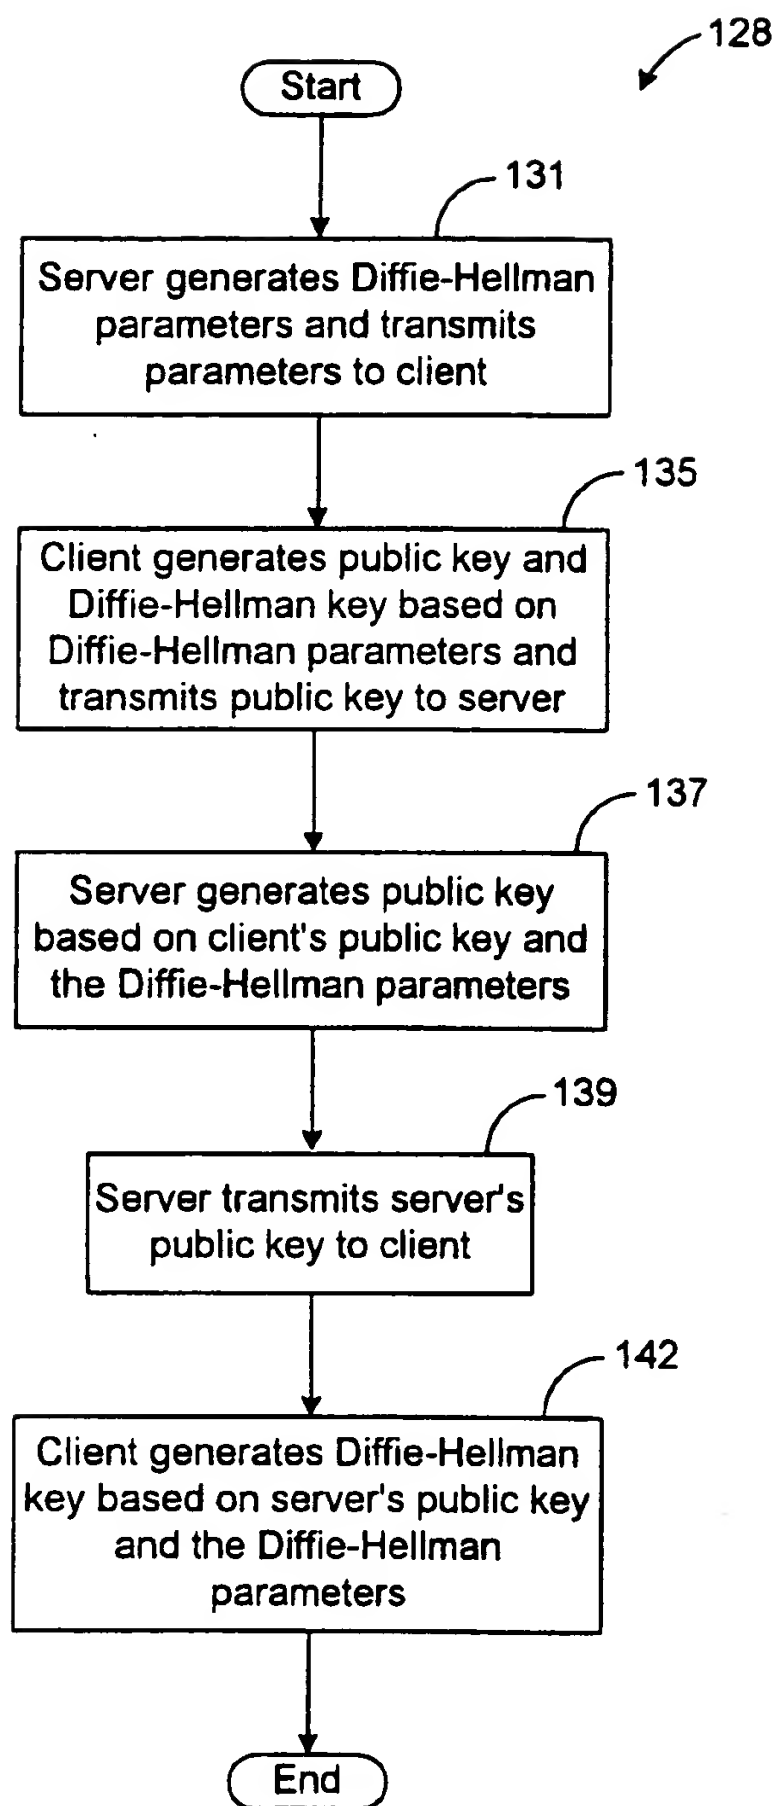 128
Start
131
Server generates Diffie-Hellman
parameters and transmits
parameters to client
135
Client generates public key and
Diffie-Hellman key based on
Diffie-Hellman parameters and
transmits public key to server
137
Server generates public key
based on client's public key and
the Diffie-Hellman parameters
139
Server transmits server's
public key to client
142
Client generates Diffie-Hellman
key based on server's public key
and the Diffie-Hellman
parameters
End